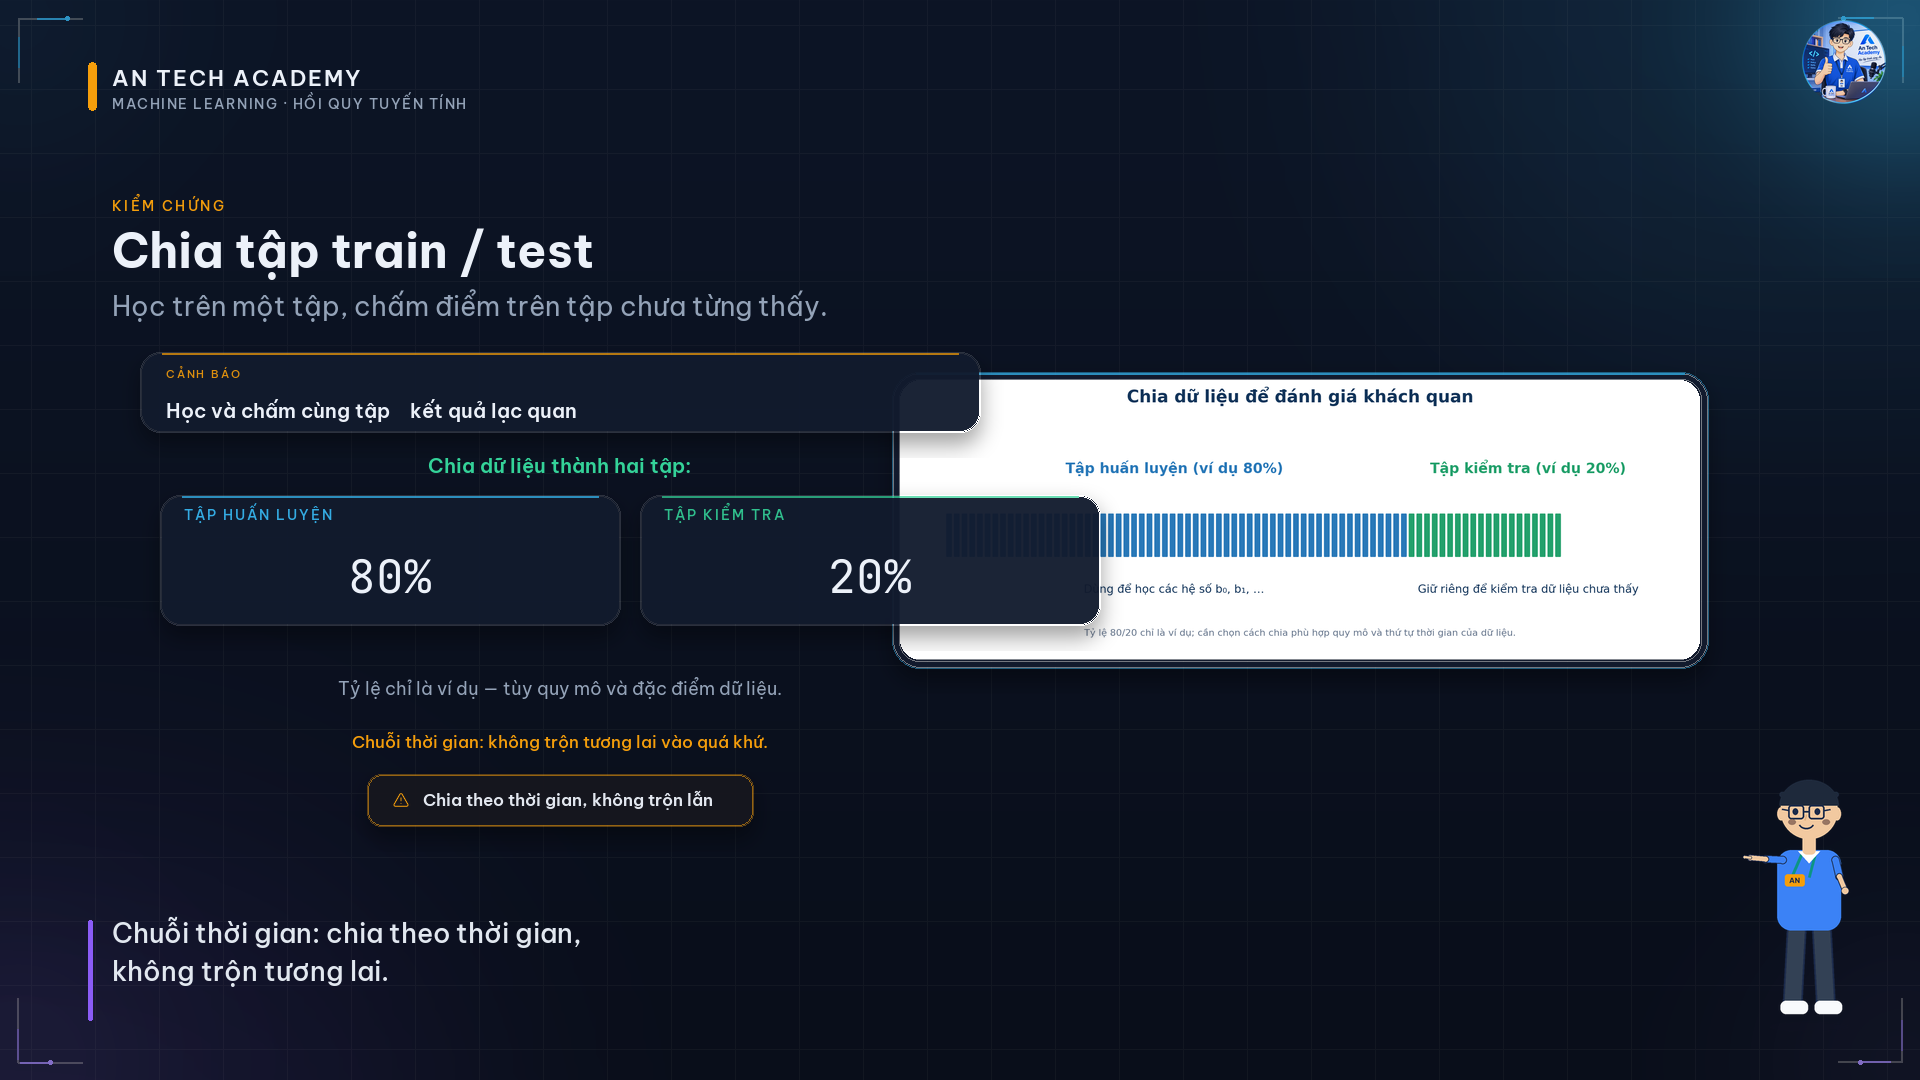 AN TECH ACADEMY
MACHINE LEARNING · HỒI QUY TUYẾN TÍNH
KIỂM CHỨNG
Chia tập train / test
Học trên một tập, chấm điểm trên tập chưa từng thấy.
CẢNH BÁO
Học và chấm cùng tập kết quả lạc quan
Chia dữ liệu thành hai tập:
TẬP HUẤN LUYỆN
80%
TẬP KIỂM TRA
20%
Tỷ lệ chỉ là ví dụ — tùy quy mô và đặc điểm dữ liệu.
Chuỗi thời gian: không trộn tương lai vào quá khứ.
Chia theo thời gian, không trộn lẫn
Chia dữ liệu để đánh giá khách quan
Tập huấn luyện (ví dụ 80%)
Tập kiểm tra (ví dụ 20%)
Dùng để học các hệ số b₀, b₁, ...
Giữ riêng để kiểm tra dữ liệu chưa thấy
Tỷ lệ 80/20 chỉ là ví dụ; cần chọn cách chia phù hợp quy mô và thứ tự thời gian của dữ liệu.
Chuỗi thời gian: chia theo thời gian,
không trộn tương lai.
AN
An Tech
Academy